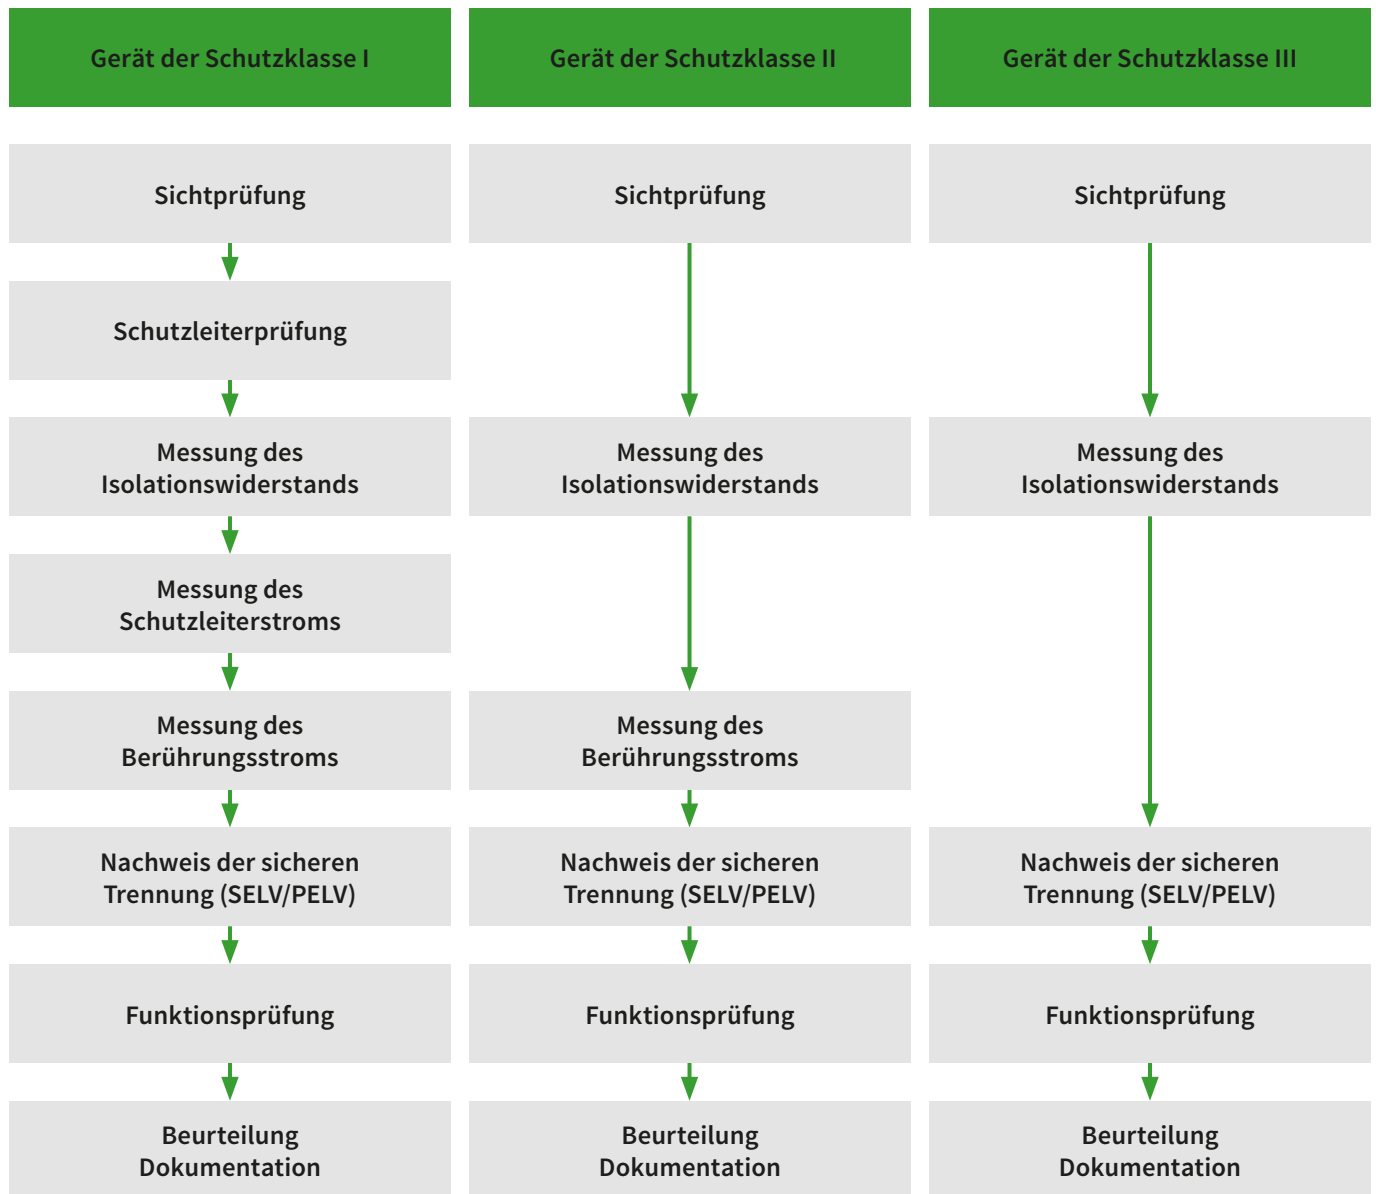 Gerät der Schutzklasse I
Gerät der Schutzklasse II
Gerät der Schutzklasse III
Sichtprüfung
Sichtprüfung
Sichtprüfung
Schutzleiterprüfung
Messung des
Isolationswiderstands
Messung des
Isolationswiderstands
Messung des
Isolationswiderstands
Messung des
Schutzleiterstroms
Messung des
Berührungsstroms
Messung des
Berührungsstroms
Nachweis der sicheren
Trennung (SELV/PELV)
Nachweis der sicheren
Trennung (SELV/PELV)
Nachweis der sicheren
Trennung (SELV/PELV)
Funktionsprüfung
Funktionsprüfung
Funktionsprüfung
Beurteilung
Dokumentation
Beurteilung
Dokumentation
Beurteilung
Dokumentation